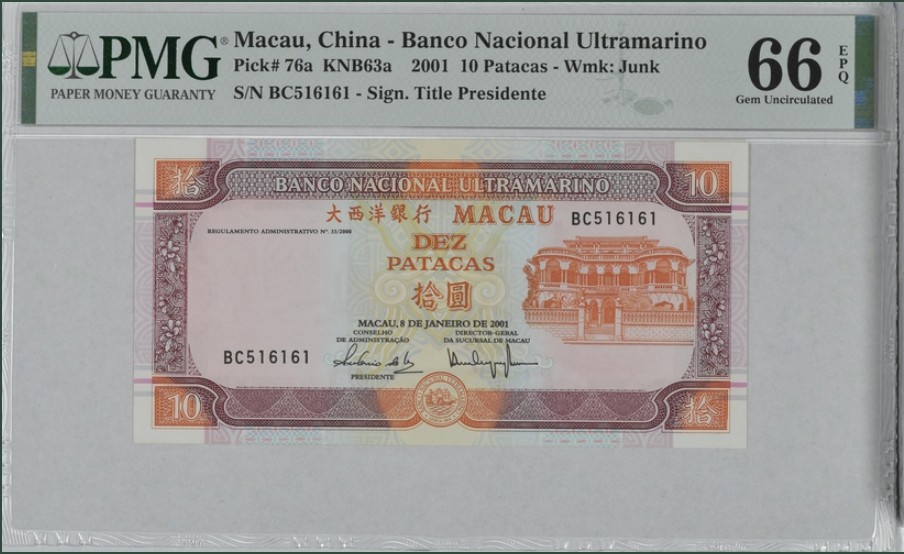 PMG®
PAPER MONEY GUARANTY
Macau, China - Banco Nacional Ultramarino
Pick# 76a KNB63a 2001 10 Patacas - Wmk: Junk
S/N BC516161 - Sign. Title Presidente
66 EPQ
Gem Uncirculated
拾 BANCO NACIONAL ULTRAMARINO 10
大西洋銀行 MACAU BC516161
REGULAMENTO ADMINISTRATIVO Nº. 33/2000
DEZ
PATACAS
拾圓
MACAU, 8 DE JANEIRO DE 2001
CONSELHO
DE ADMINISTRAÇÃO
DIRECTOR-GERAL
DA SUCURSAL DE MACAU
BC516161
PRESIDENTE
10 拾